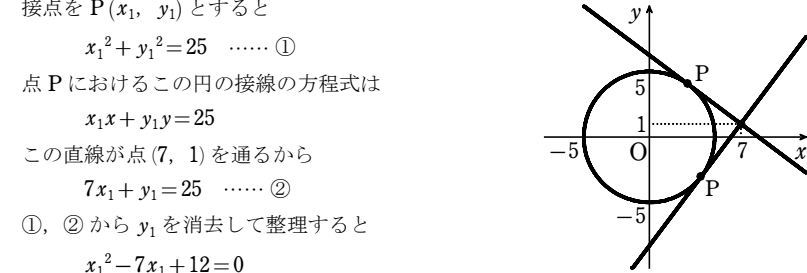 接点を P(x₁, y₁) とすると
x₁²+y₁²=25 …… ①
点 P におけるこの円の接線の方程式は
x₁x+y₁y=25
この直線が点 (7, 1) を通るから
7x₁+y₁=25 …… ②
①, ② から y₁ を消去して整理すると
x₁²−7x₁+12=0
y
P
5
1
−5
O
7
x
P
−5